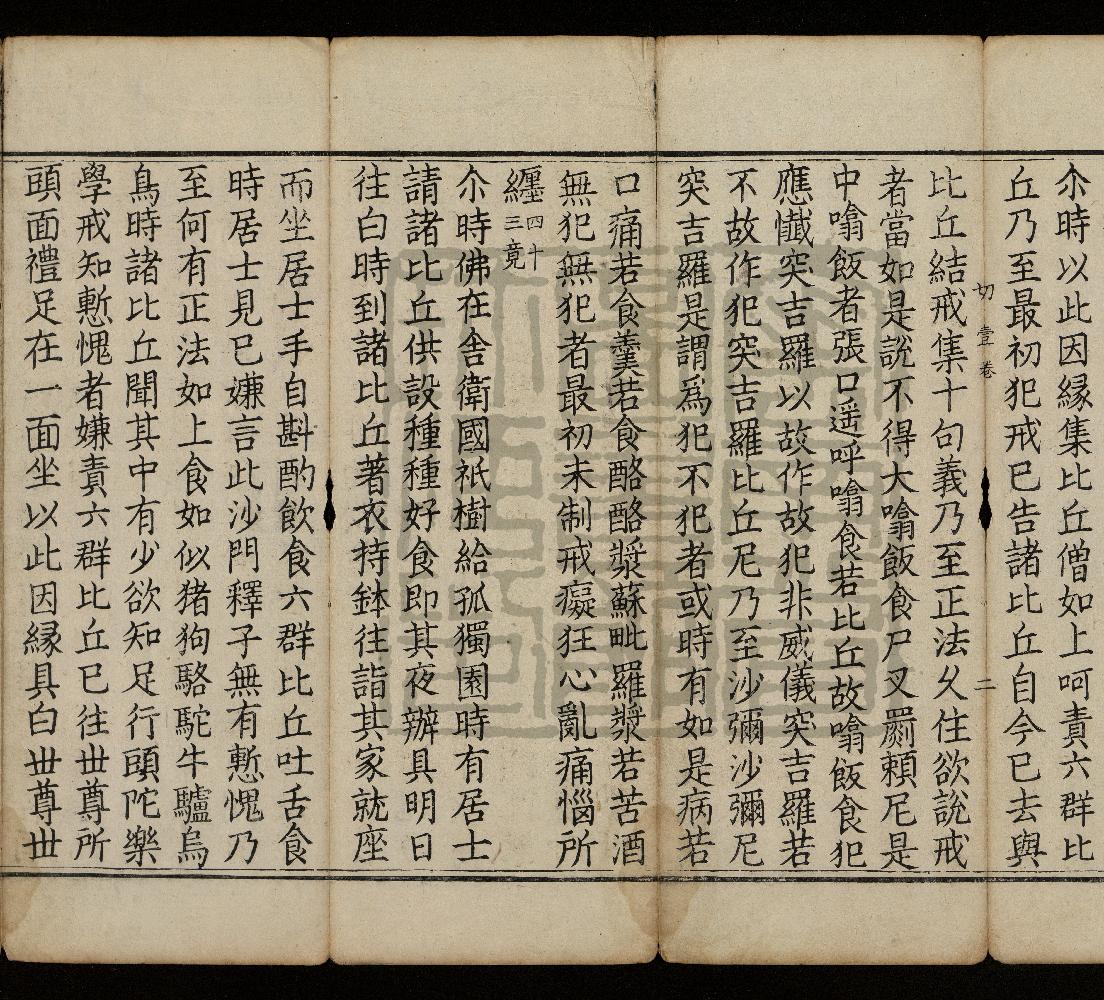 尒時以此因緣集比丘僧如上呵責六群比
丘乃至最初犯戒巳告諸比丘自今巳去與
切 壹卷 二
比丘結戒集十句義乃至正法久住欲說戒
者當如是說不得大噏飯食尸叉罽賴尼是
中噏飯者張口遥呼噏食若比丘故噏飯食犯
應懺突吉羅以故作故犯非威儀突吉羅若
不故作犯突吉羅比丘尼乃至沙彌沙彌尼
突吉羅是謂爲犯不犯者或時有如是病若
口痛若食羹若食酪酪漿蘇毗羅漿若苦酒
無犯無犯者最初未制戒癡狂心亂痛惱所
纏四十三竟
尒時佛在舍衛國祇樹給孤獨園時有居士
請諸比丘供設種種好食即其夜辦具明日
往白時到諸比丘著衣持鉢往詣其家就座
而坐居士手自斟酌飲食六群比丘吐舌食
時居士見巳嫌言此沙門釋子無有慙愧乃
至何有正法如上食如似猪狗駱駝牛驢烏
鳥時諸比丘聞其中有少欲知足行頭陀樂
學戒知慙愧者嫌責六群比丘巳往世尊所
頭面禮足在一面坐以此因緣具白世尊世